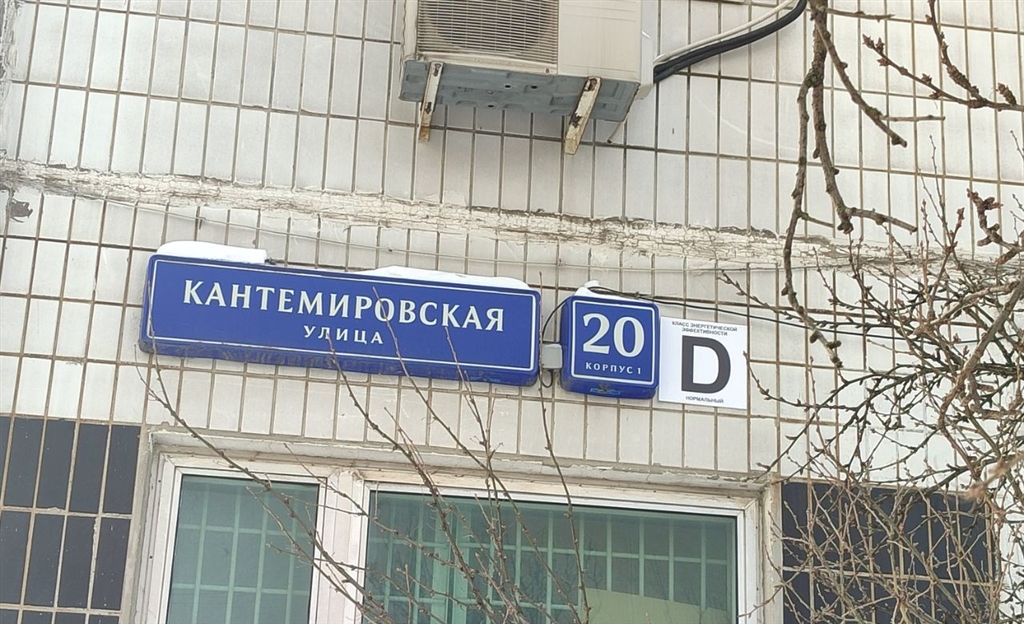 КАНТЕМИРОВСКАЯ
УЛИЦА
20
КОРПУС 1
КЛАСС ЭНЕРГЕТИЧЕСКОЙ
ЭФФЕКТИВНОСТИ
D
НОРМАЛЬНЫЙ